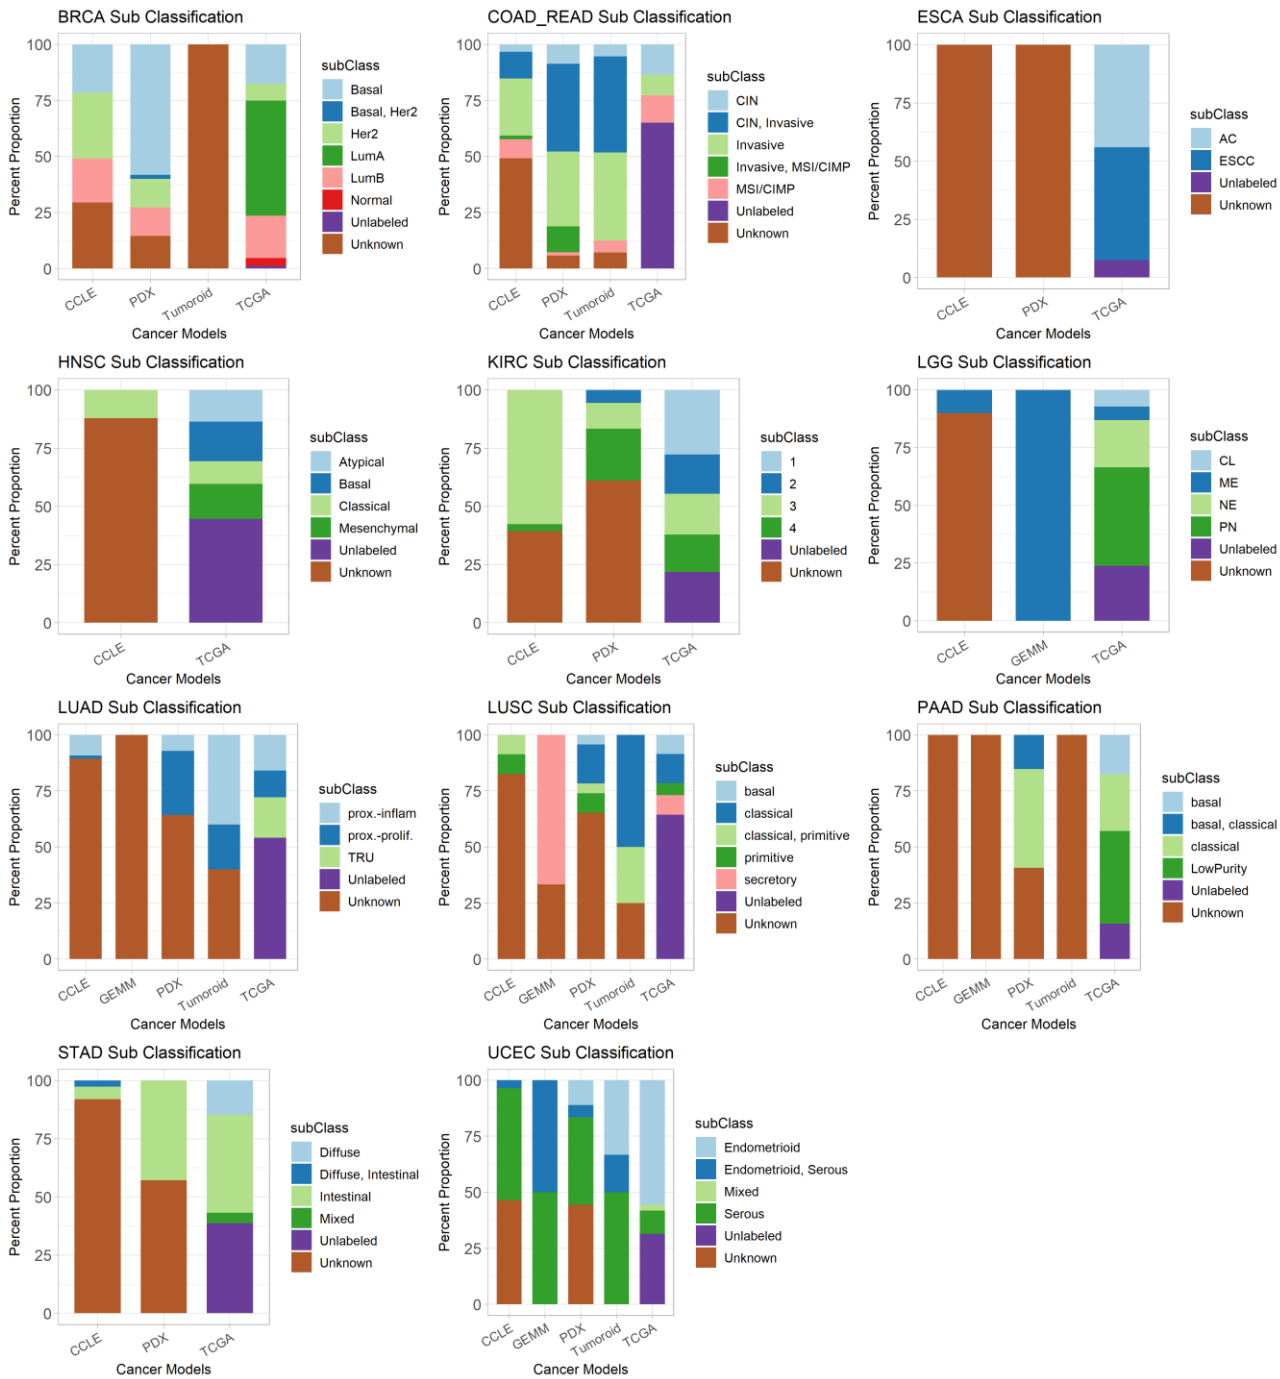 BRCA Sub Classification
Percent Proportion
100
75
50
25
0
CCLE
PDX
Tumoroid
TCGA
Cancer Models
subClass
Basal
Basal, Her2
Her2
LumA
LumB
Normal
Unlabeled
Unknown
COAD_READ Sub Classification
Percent Proportion
100
75
50
25
0
CCLE
PDX
Tumoroid
TCGA
Cancer Models
subClass
CIN
CIN, Invasive
Invasive
Invasive, MSI/CIMP
MSI/CIMP
Unlabeled
Unknown
ESCA Sub Classification
Percent Proportion
100
75
50
25
0
CCLE
PDX
TCGA
Cancer Models
subClass
AC
ESCC
Unlabeled
Unknown
HNSC Sub Classification
Percent Proportion
100
75
50
25
0
CCLE
TCGA
Cancer Models
subClass
Atypical
Basal
Classical
Mesenchymal
Unlabeled
Unknown
KIRC Sub Classification
Percent Proportion
100
75
50
25
0
CCLE
PDX
TCGA
Cancer Models
subClass
1
2
3
4
Unlabeled
Unknown
LGG Sub Classification
Percent Proportion
100
75
50
25
0
CCLE
GEMM
TCGA
Cancer Models
subClass
CL
ME
NE
PN
Unlabeled
Unknown
LUAD Sub Classification
Percent Proportion
100
75
50
25
0
CCLE
GEMM
PDX
Tumoroid
TCGA
Cancer Models
subClass
prox.-inflam
prox.-prolif.
TRU
Unlabeled
Unknown
LUSC Sub Classification
Percent Proportion
100
75
50
25
0
CCLE
GEMM
PDX
Tumoroid
TCGA
Cancer Models
subClass
basal
classical
classical, primitive
primitive
secretory
Unlabeled
Unknown
PAAD Sub Classification
Percent Proportion
100
75
50
25
0
CCLE
GEMM
PDX
Tumoroid
TCGA
Cancer Models
subClass
basal
basal, classical
classical
LowPurity
Unlabeled
Unknown
STAD Sub Classification
Percent Proportion
100
75
50
25
0
CCLE
PDX
TCGA
Cancer Models
subClass
Diffuse
Diffuse, Intestinal
Intestinal
Mixed
Unlabeled
Unknown
UCEC Sub Classification
Percent Proportion
100
75
50
25
0
CCLE
GEMM
PDX
Tumoroid
TCGA
Cancer Models
subClass
Endometrioid
Endometrioid, Serous
Mixed
Serous
Unlabeled
Unknown